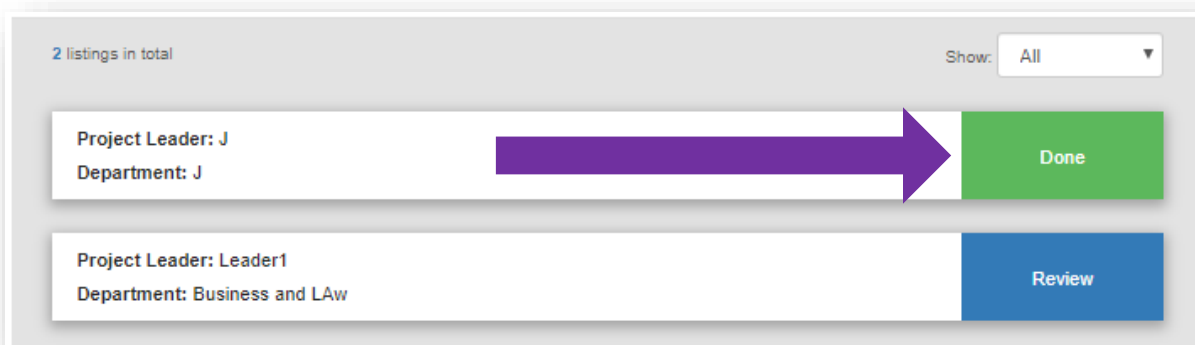 2 listings in total
Show: All
Project Leader: J
Department: J
Done
Project Leader: Leader1
Department: Business and LAw
Review